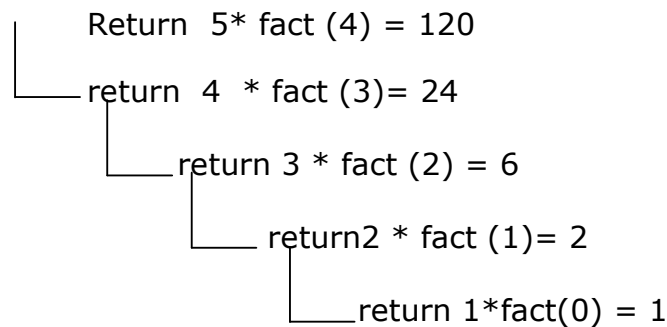 Return 5* fact (4) = 120
return 4 * fact (3)= 24
return 3 * fact (2) = 6
return2 * fact (1)= 2
return 1*fact(0) = 1